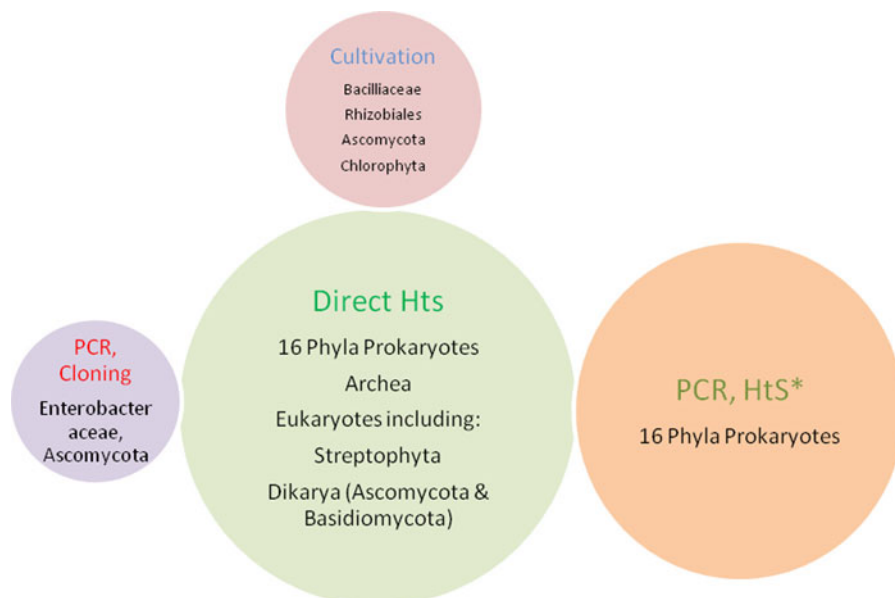 Cultivation
Bacilliaceae
Rhizobiales
Ascomycota
Chlorophyta
Direct Hts
16 Phyla Prokaryotes
Archea
Eukaryotes including:
Streptophyta
Dikarya (Ascomycota &
Basidiomycota)
PCR,
Cloning
Enterobacter
aceae,
Ascomycota
PCR, HtS*
16 Phyla Prokaryotes